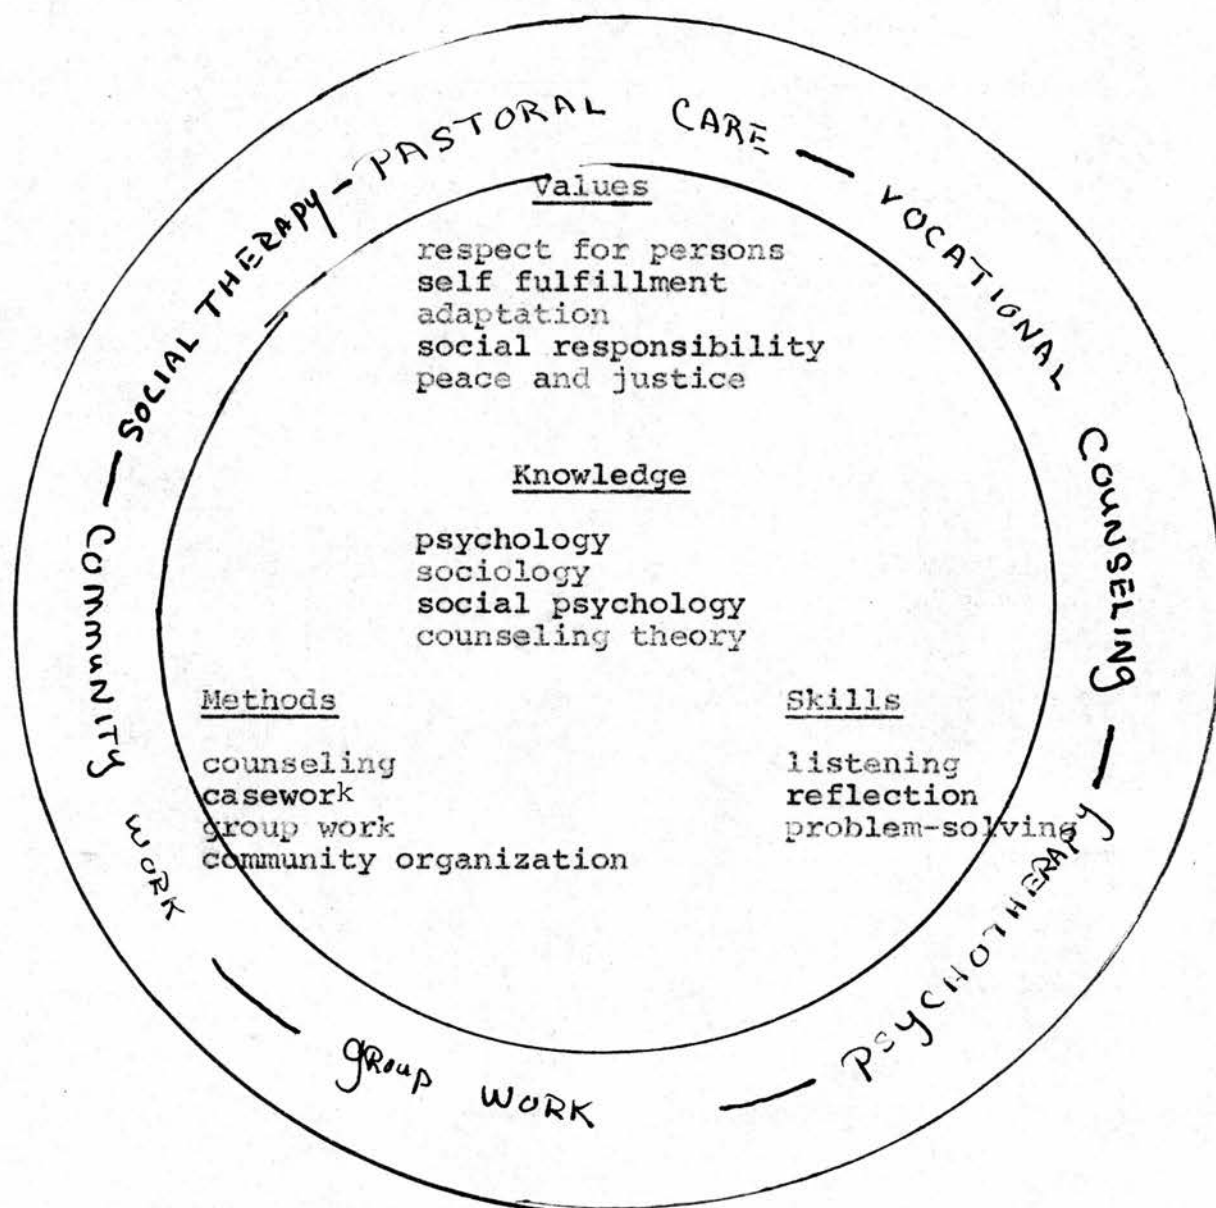 SOCIAL THERAPY - PASTORAL CARE — VOCATIONAL COUNSELING — PSYCHOTHERAPY — group WORK — Community WORK —
Values
respect for persons
self fulfillment
adaptation
social responsibility
peace and justice
Knowledge
psychology
sociology
social psychology
counseling theory
Methods
counseling
casework
group work
community organization
Skills
listening
reflection
problem-solving